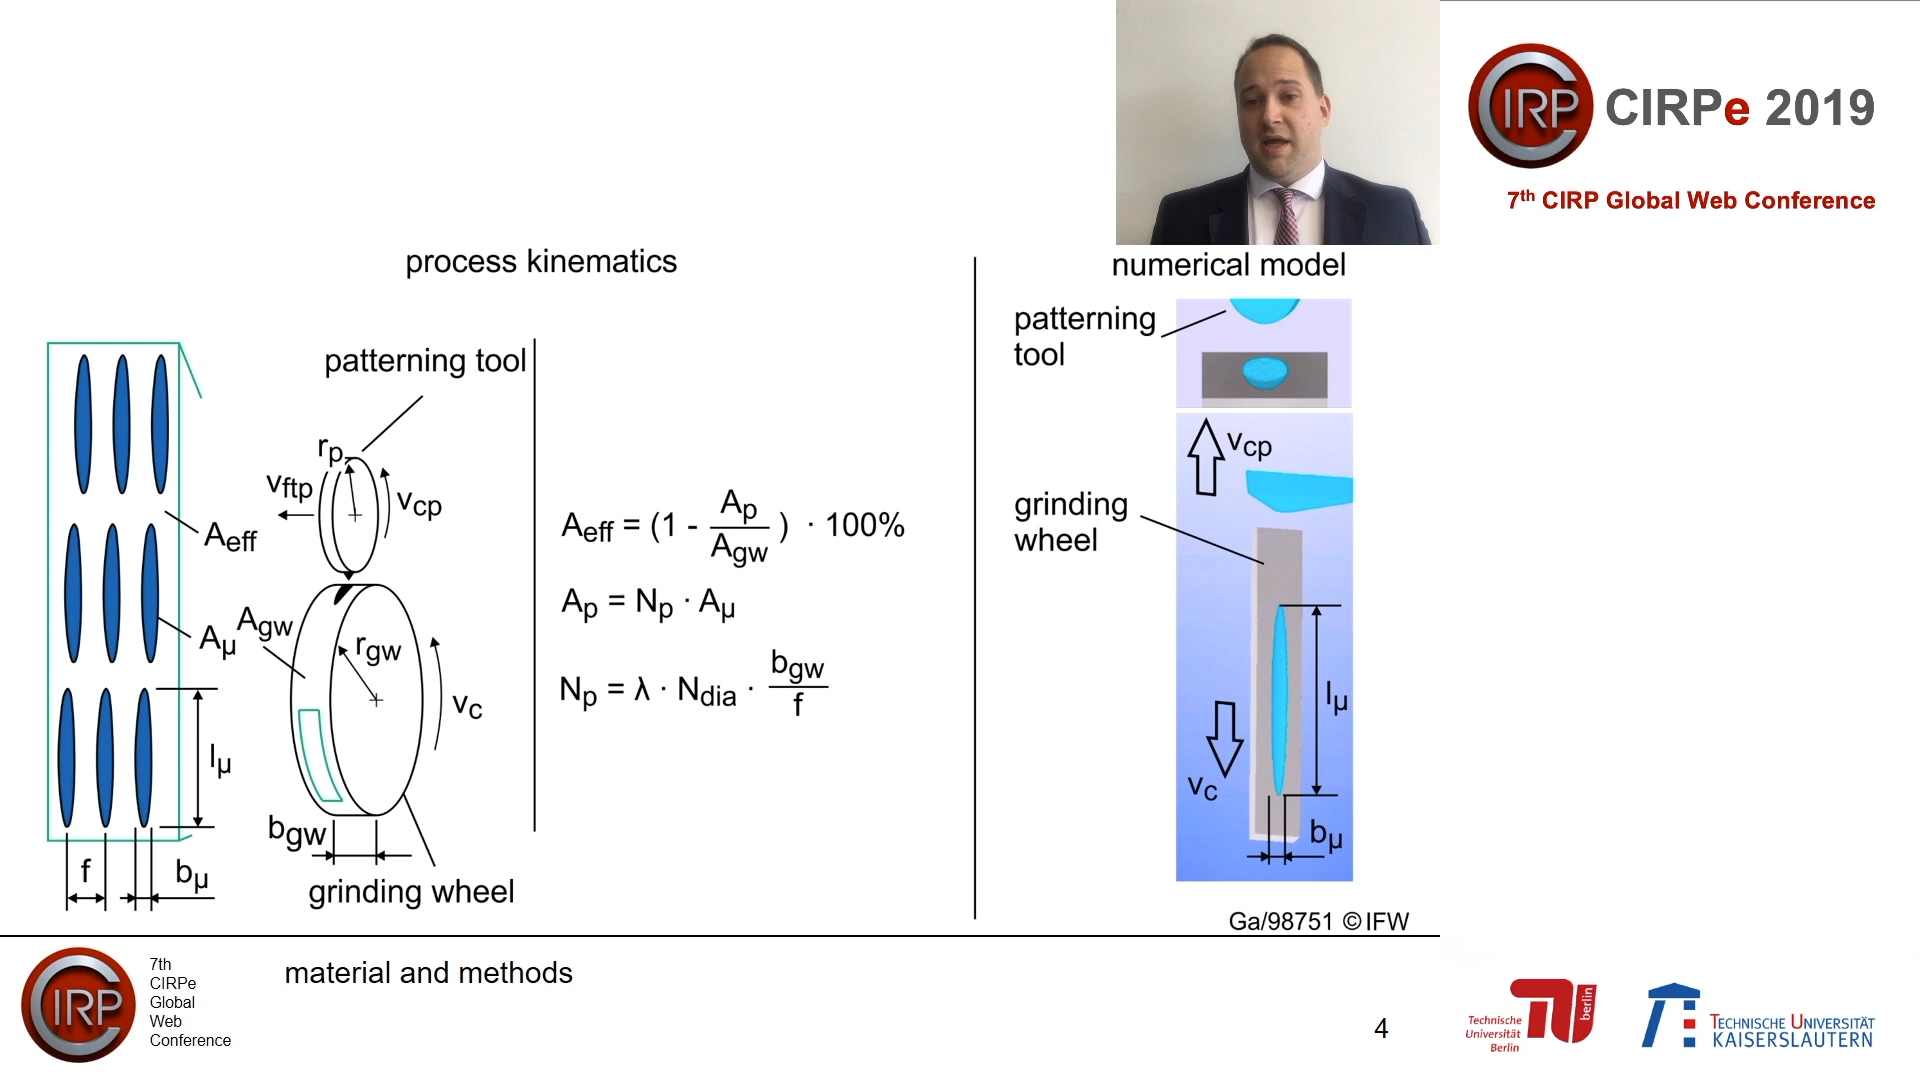 CIRP CIRPe 2019
7th CIRP Global Web Conference
process kinematics
patterning tool
rp
vftp
vcp
Aeff
Aμ
Agw
rgw
vc
lμ
bgw
f
bμ
grinding wheel
Aeff = (1 - Ap / Agw) · 100%
Ap = Np · Aμ
Np = λ · Ndia · bgw / f
numerical model
patterning
tool
vcp
grinding
wheel
lμ
vc
bμ
Ga/98751 © IFW
CIRP
7th
CIRPe
Global
Web
Conference
material and methods
4
Technische
Universität
Berlin
berlin
TECHNISCHE UNIVERSITÄT
KAISERSLAUTERN